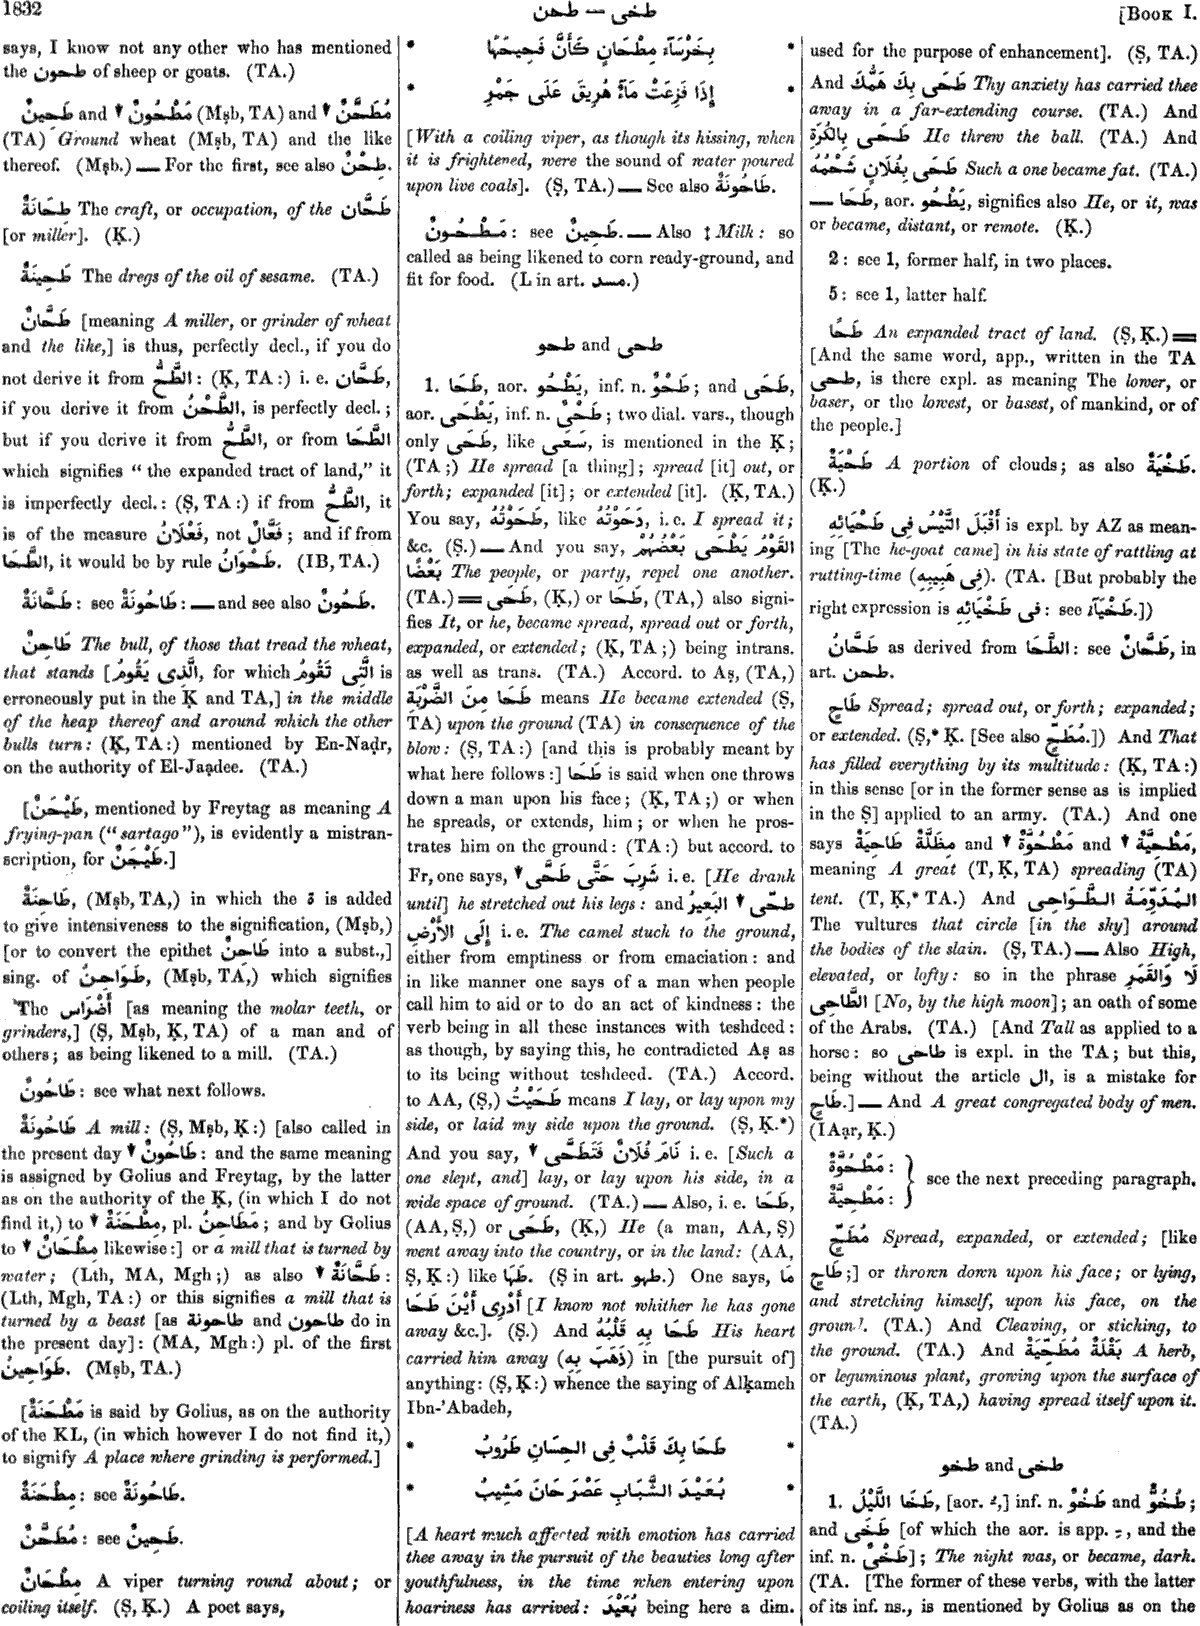 1832
طحن — طخى
[BOOK I.
says, I know not any other who has mentioned
the طحون of sheep or goats. (TA.)
طَحِينٌ and ↓ مَطْحُونٌ (Mṣb, TA) and ↓ مُطَحَّنٌ
(TA) Ground wheat (Mṣb, TA) and the like
thereof. (Mṣb.) — For the first, see also طِحْنٌ.
طِحَانَةٌ The craft, or occupation, of the طَحَّان
[or miller]. (Ḳ.)
طَحِينَةٌ The dregs of the oil of sesame. (TA.)
طَحَّانٌ [meaning A miller, or grinder of wheat
and the like,] is thus, perfectly decl., if you do
not derive it from الطَّحُّ : (Ḳ, TA:) i. e. طَحَّان,
if you derive it from الطَّحْنُ, is perfectly decl.;
but if you derive it from الطَّحُّ, or from الطَّحَا
which signifies “the expanded tract of land,” it
is imperfectly decl.: (Ṣ, TA:) if from الطَّحُّ, it
is of the measure فَعْلَانُ, not فَعَّالٌ; and if from
الطَّحَا, it would be by rule طَحْوَانُ. (IB, TA.)
طَحَّانَةٌ : see طَاحُونَةٌ : — and see also طَحُونٌ.
طَاحِنٌ The bull, of those that tread the wheat,
that stands [الَّذِى يَقُومُ, for which الَّتِى تَقُومُ is
erroneously put in the Ḳ and TA,] in the middle
of the heap thereof and around which the other
bulls turn: (Ḳ, TA:) mentioned by En-Naḍr,
on the authority of El-Jaạdee. (TA.)
[طَيْحَنٌ, mentioned by Freytag as meaning A
frying-pan (“sartago”), is evidently a mistran-
scription, for طَيْجَنٌ.]
طَاحِنَةٌ, (Mṣb, TA,) in which the ة is added
to give intensiveness to the signification, (Mṣb,)
[or to convert the epithet طَاحِنٌ into a subst.,]
sing. of طَوَاحِنُ, (Mṣb, TA,) which signifies
The أَضْرَاس [as meaning the molar teeth, or
grinders,] (Ṣ, Mṣb, Ḳ, TA) of a man and of
others; as being likened to a mill. (TA.)
طَاحُونٌ : see what next follows.
طَاحُونَةٌ A mill: (Ṣ, Mṣb, Ḳ:) [also called in
the present day ↓ طَاحُونٌ : and the same meaning
is assigned by Golius and Freytag, by the latter
as on the authority of the Ḳ, (in which I do not
find it,) to ↓ مِطْحَنَةٌ, pl. مَطَاحِنُ; and by Golius
to ↓ مِطْحَانٌ likewise:] or a mill that is turned by
water; (Lth, MA, Mgh;) as also ↓ طَحَّانَةٌ :
(Lth, Mgh, TA:) or this signifies a mill that is
turned by a beast [as طاحونة and طاحون do in
the present day]: (MA, Mgh:) pl. of the first
طَوَاحِينُ. (Mṣb, TA.)
[مَطْحَنَةٌ is said by Golius, as on the authority
of the KL, (in which however I do not find it,)
to signify A place where grinding is performed.]
مِطْحَنَةٌ : see طَاحُونَةٌ.
مُطَحَّنٌ : see طَحِينٌ.
مِطْحَانٌ A viper turning round about; or
coiling itself. (Ṣ, Ḳ.) A poet says,
* بِخَرْسَآءَ مِطْحَانٍ كَأَنَّ فَحِيحَهَا *
* إِذَا فَزِعَتْ مَآءٌ هُرِيقَ عَلَى جَمْرِ *
[With a coiling viper, as though its hissing, when
it is frightened, were the sound of water poured
upon live coals]. (Ṣ, TA.) — See also طَاحُونَةٌ.
مَطْحُونٌ : see طَحِينٌ. — Also ‡ Milk: so
called as being likened to corn ready-ground, and
fit for food. (L in art. مسد.)
طحو and طحى
1. طَحَا, aor. يَطْحُو, inf. n. طَحْوٌ; and طَحَى,
aor. يَطْحَى, inf. n. طَحْىٌ; two dial. vars., though
only طَحَى, like سَعَى, is mentioned in the Ḳ;
(TA;) He spread [a thing]; spread [it] out, or
forth; expanded [it]; or extended [it]. (Ḳ, TA.)
You say, طَحَوْتُهُ, like دَحَوْتُهُ, i. e. I spread it;
&c. (Ṣ.) — And you say, القَوْمُ يَطْحَى بَعْضُهُمْ
بَعْضًا The people, or party, repel one another.
(TA.) ═ طَحَى, (Ḳ,) or طَحَا, (TA,) also signi-
fies It, or he, became spread, spread out or forth,
expanded, or extended; (Ḳ, TA;) being intrans.
as well as trans. (TA.) Accord. to Aṣ, (TA,)
طَحَا مِنَ الضَّرْبَةِ means He became extended (Ṣ,
TA) upon the ground (TA) in consequence of the
blow: (Ṣ, TA:) [and this is probably meant by
what here follows:] طَحَا is said when one throws
down a man upon his face; (Ḳ, TA;) or when
he spreads, or extends, him; or when he pros-
trates him on the ground: (TA:) but accord. to
Fr, one says, ↓ شَرِبَ حَتَّى طَحَّى i. e. [He drank
until] he stretched out his legs: and ↓ طَحَّى البَعِيرُ
إِلَى الأَرْضِ i. e. The camel stuck to the ground,
either from emptiness or from emaciation: and
in like manner one says of a man when people
call him to aid or to do an act of kindness: the
verb being in all these instances with teshdeed:
as though, by saying this, he contradicted Aṣ as
to its being without teshdeed. (TA.) Accord.
to AA, (Ṣ,) طَحَيْتُ means I lay, or lay upon my
side, or laid my side upon the ground. (Ṣ, Ḳ.*)
And you say, ↓ نَامَ فُلَانٌ فَتَطَحَّى i. e. [Such a
one slept, and] lay, or lay upon his side, in a
wide space of ground. (TA.) — Also, i. e. طَحَا,
(AA, Ṣ,) or طَحَى, (Ḳ,) He (a man, AA, Ṣ)
went away into the country, or in the land: (AA,
Ṣ, Ḳ:) like طَهَا. (Ṣ in art. طهو.) One says, مَا
أَدْرِى أَيْنَ طَحَا [I know not whither he has gone
away &c.]. (Ṣ.) And طَحَا بِهِ قَلْبُهُ His heart
carried him away (ذَهَبَ بِهِ) in [the pursuit of]
anything: (Ṣ, Ḳ:) whence the saying of Alḳameh
Ibn-’Abadeh,
* طَحَا بِكَ قَلْبٌ فِى الحِسَانِ طَرُوبُ *
* بُعَيْدَ الشَّبَابِ عَصْرَ حَانَ مَشِيبُ *
[A heart much affected with emotion has carried
thee away in the pursuit of the beauties long after
youthfulness, in the time when entering upon
hoariness has arrived: بُعَيْدَ being here a dim.
used for the purpose of enhancement]. (Ṣ, TA.)
And طَحَى بِكَ هَمُّكَ Thy anxiety has carried thee
away in a far-extending course. (TA.) And
طَحَى بِالكُرَةِ He threw the ball. (TA.) And
طَحَى بِفُلَانٍ شَحْمُهُ Such a one became fat. (TA.)
— طَحَا, aor. يَطْحُو, signifies also He, or it, was
or became, distant, or remote. (Ḳ.)
2: see 1, former half, in two places.
5: see 1, latter half.
طَحًا An expanded tract of land. (Ṣ, Ḳ.) ═
[And the same word, app., written in the TA
طحى, is there expl. as meaning The lower, or
baser, or the lowest, or basest, of mankind, or of
the people.]
طَحْيَةٌ A portion of clouds; as also طَخْيَةٌ.
(Ḳ.)
أَقْبَلَ التَّيْسُ فِى طَحْيَائِهِ is expl. by AZ as mean-
ing [The he-goat came] in his state of rattling at
rutting-time (فِى هَبِيبِهِ). (TA. [But probably the
right expression is فى طَخْيَائِهِ : see طَخْيَآءُ.])
طَحَّانُ as derived from الطَّحَا : see طَحَّانٌ, in
art. طحن.
طَاحٍ Spread; spread out, or forth; expanded;
or extended. (Ṣ,* Ḳ. [See also مُطَحٍّ.]) And That
has filled everything by its multitude: (Ḳ, TA:)
in this sense [or in the former sense as is implied
in the Ṣ] applied to an army. (TA.) And one
says مِظَلَّةٌ طَاحِيَةٌ and ↓ مَطْحُوَّةٌ and ↓ مَطْحِيَّةٌ,
meaning A great (T, Ḳ, TA) spreading (TA)
tent. (T, Ḳ,* TA.) And المُدَوِّمَةُ الطَّوَاحِى
The vultures that circle [in the sky] around
the bodies of the slain. (Ṣ, TA.) — Also High,
elevated, or lofty: so in the phrase لَا وَالقَمَرِ
الطَّاحِى [No, by the high moon]; an oath of some
of the Arabs. (TA.) [And Tall as applied to a
horse: so طاحى is expl. in the TA; but this,
being without the article ال, is a mistake for
طَاحٍ.] — And A great congregated body of men.
(IAạr, Ḳ.)
مَطْحُوَّةٌ :
مَطْحِيَّةٌ : } see the next preceding paragraph.
مُطَحٍّ Spread, expanded, or extended; [like
طَاحٍ;] or thrown down upon his face; or lying,
and stretching himself, upon his face, on the
ground. (TA.) And Cleaving, or sticking, to
the ground. (TA.) And بَقْلَةٌ مُطَحِّيَةٌ A herb,
or leguminous plant, growing upon the surface of
the earth, (Ḳ, TA,) having spread itself upon it.
(TA.)
طخو and طخى
1. طَخَا اللَّيْلُ, [aor. ـُ,] inf. n. طَخْوٌ and طُخُوٌّ;
and طَخَى [of which the aor. is app. ـِ, and the
inf. n. طَخْىٌ]; The night was, or became, dark.
(TA. [The former of these verbs, with the latter
of its inf. ns., is mentioned by Golius as on the